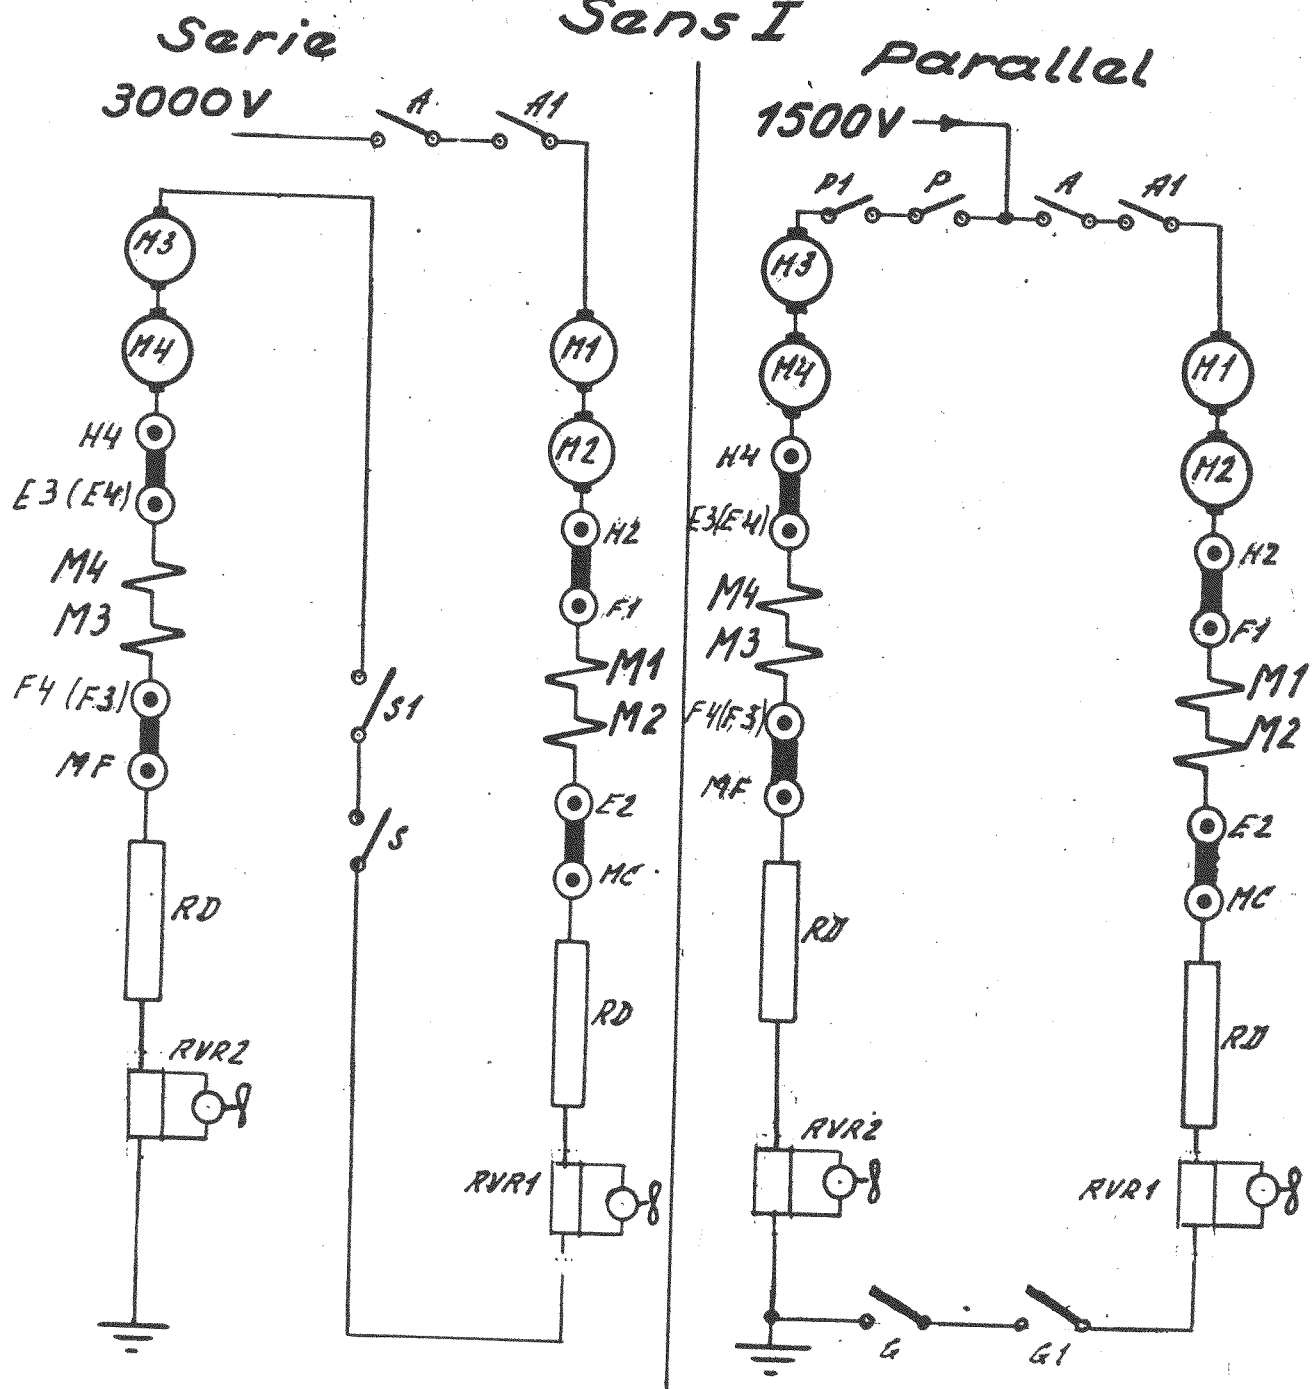 Sens I
Serie
3000V
A
A1
M3
M4
H4
E3 (E4)
M4
M3
F4 (F3)
MF
RD
RVR2
S1
S
M1
M2
H2
F1
M1
M2
E2
MC
RD
RVR1
Parallel
1500V
P1
P
A
A1
M3
M4
H4
E3(E4)
M4
M3
F4(F3)
MF
RD
RVR2
M1
M2
H2
F1
M1
M2
E2
MC
RD
RVR1
G
G1